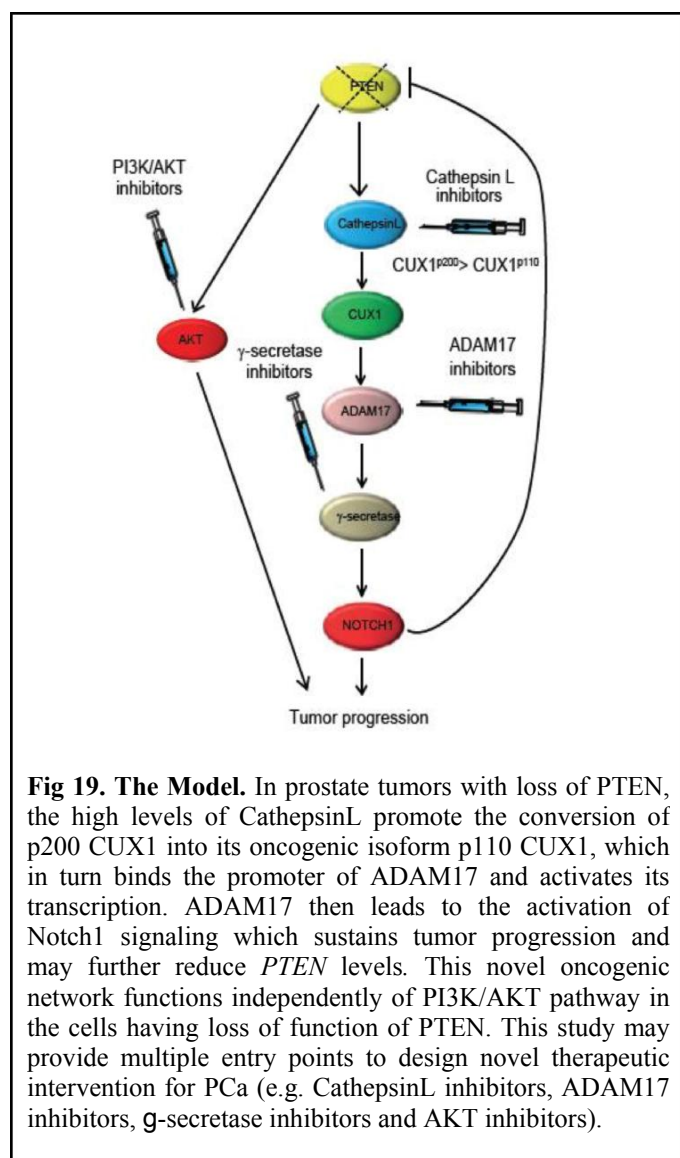 PTEN
PI3K/AKT
inhibitors
Cathepsin L
inhibitors
CathepsinL
CUX1p200> CUX1p110
CUX1
AKT
γ-secretase
inhibitors
ADAM17
inhibitors
ADAM17
γ-secretase
NOTCH1
Tumor progression
Fig 19. The Model. In prostate tumors with loss of PTEN,
the high levels of CathepsinL promote the conversion of
p200 CUX1 into its oncogenic isoform p110 CUX1, which
in turn binds the promoter of ADAM17 and activates its
transcription. ADAM17 then leads to the activation of
Notch1 signaling which sustains tumor progression and
may further reduce PTEN levels. This novel oncogenic
network functions independently of PI3K/AKT pathway in
the cells having loss of function of PTEN. This study may
provide multiple entry points to design novel therapeutic
intervention for PCa (e.g. CathepsinL inhibitors, ADAM17
inhibitors, g-secretase inhibitors and AKT inhibitors).